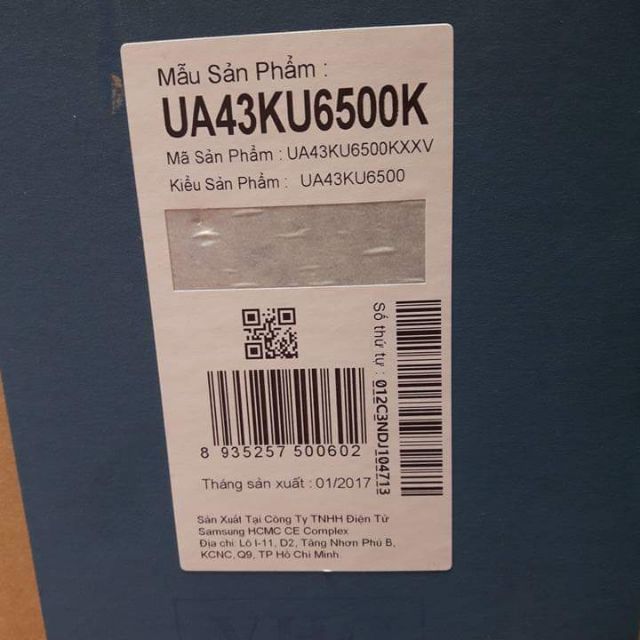 Mẫu Sản Phẩm :
UA43KU6500K
Mã Sản Phẩm : UA43KU6500KXXV
Kiểu Sản Phẩm : UA43KU6500
Số thứ tự : 012C3NDJ104713
8 935257 500602
Tháng sản xuất : 01/2017
Sản Xuất Tại Công Ty TNHH Điện Tử
Samsung HCMC CE Complex
Địa chỉ: Lô I-11, D2, Tăng Nhơn Phú B,
KCNC, Q9, TP Hồ Chí Minh.